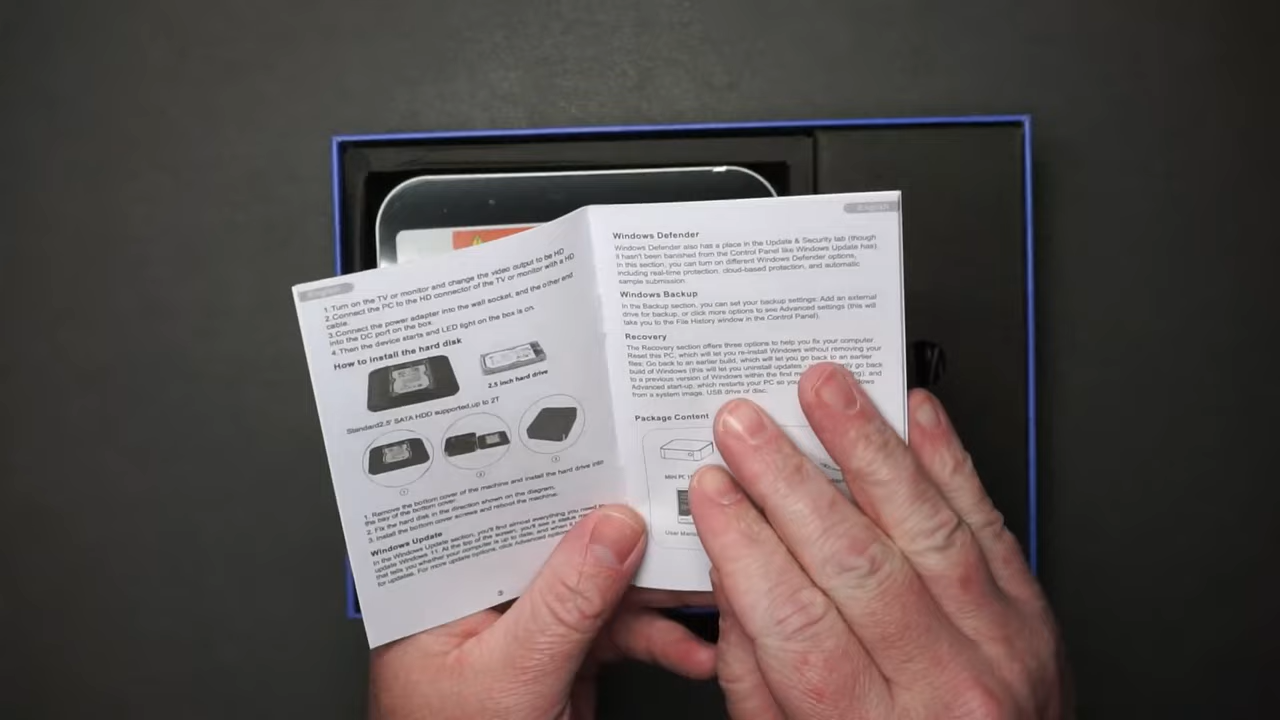 English
1.Turn on the TV or monitor and change the video output to be HD
2.Connect the PC to the HD connector of the TV or monitor with a HD
cable.
3.Connect the power adapter into the wall socket, and the other end
into the DC port on the box.
4.Then the device starts and LED light on the box is on.
How to install the hard disk
2.5 inch hard drive
Standard2.5' SATA HDD supported,up to 2T
1. Remove the bottom cover of the machine and install the hard drive into
the bay of the bottom cover.
2. Fix the hard disk in the direction shown on the diagram.
3. Install the bottom cover screws and reboot the machine.
Windows Update
In the Windows Update section, you'll find almost everything you need to
update Windows 11. At the top of the screen, you'll see a status
that tells you whether your computer is up to date, and when it
for updates. For more update options, click Advanced
English
Windows Defender
Windows Defender also has a place in the Update & Security tab (though
it hasn't been banished from the Control Panel like Windows Update has)
In this section, you can turn on different Windows Defender options,
including real-time protection, cloud-based protection, and automatic
sample submission.
Windows Backup
In the Backup section, you can set your backup settings: Add an external
drive for backup, or click more options to see Advanced settings (this will
take you to the File History window in the Control Panel).
Recovery
The Recovery section offers three options to help you fix your computer
Reset this PC, which will let you re-install Windows without removing your
files; Go back to an earlier build, which will let you go back to an earlier
build of Windows (this will let you uninstall updates - only go back
to a previous version of Windows within the first); and
Advanced start-up, which restarts your PC so you
from a system image, USB drive or disc.
Package Content
MINI PC
User Manual